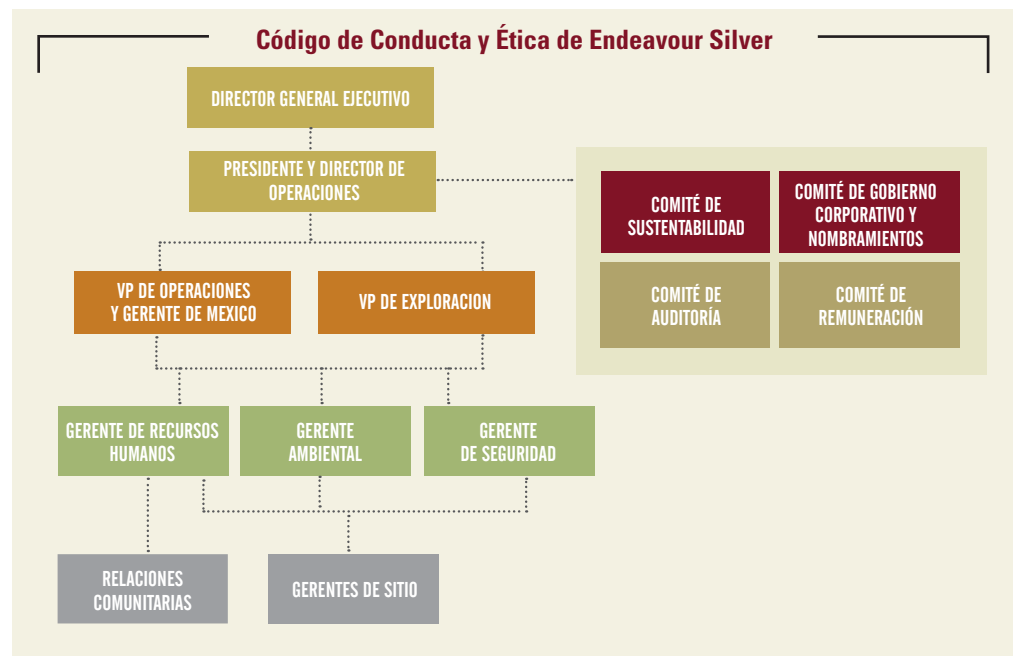 Código de Conducta y Ética de Endeavour Silver
DIRECTOR GENERAL EJECUTIVO
PRESIDENTE Y DIRECTOR DE
OPERACIONES
COMITÉ DE
SUSTENTABILIDAD
COMITÉ DE GOBIERNO
CORPORATIVO Y
NOMBRAMIENTOS
COMITÉ DE
AUDITORÍA
COMITÉ DE
REMUNERACIÓN
VP DE OPERACIONES
Y GERENTE DE MEXICO
VP DE EXPLORACION
GERENTE DE RECURSOS
HUMANOS
GERENTE
AMBIENTAL
GERENTE
DE SEGURIDAD
RELACIONES
COMUNITARIAS
GERENTES DE SITIO